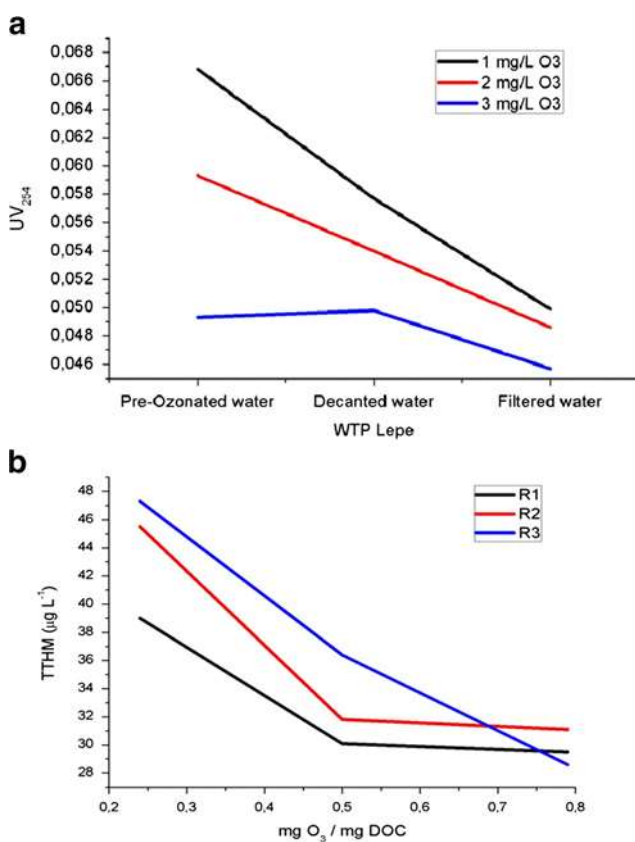 a
0,068
0,066
0,064
0,062
0,060
0,058
0,056
0,054
0,052
0,050
0,048
0,046
UV254
1 mg/L O3
2 mg/L O3
3 mg/L O3
Pre-Ozonated water
Decanted water
Filtered water
WTP Lepe
b
48
46
44
42
40
38
36
34
32
30
28
TTHM (µg L-1)
R1
R2
R3
0,2
0,3
0,4
0,5
0,6
0,7
0,8
mg O3 / mg DOC